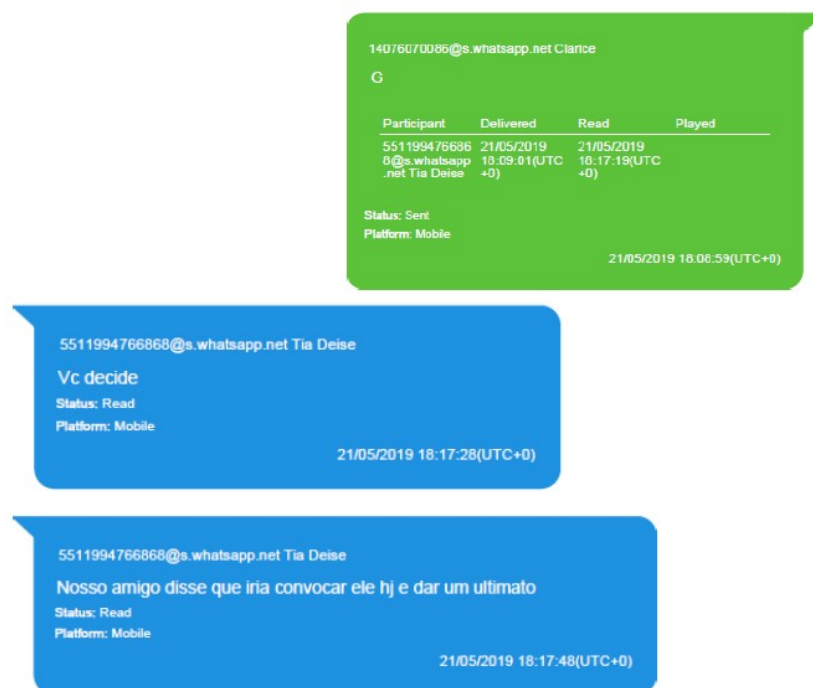 14076070086@s.whatsapp.net Clarice
G
Participant Delivered Read Played
551199476686 21/05/2019 21/05/2019
8@s.whatsapp 18:09:01(UTC 18:17:19(UTC
.net Tia Deise +0) +0)
Status: Sent
Platform: Mobile
21/05/2019 18:08:59(UTC+0)
5511994766868@s.whatsapp.net Tia Deise
Vc decide
Status: Read
Platform: Mobile
21/05/2019 18:17:28(UTC+0)
5511994766868@s.whatsapp.net Tia Deise
Nosso amigo disse que iria convocar ele hj e dar um ultimato
Status: Read
Platform: Mobile
21/05/2019 18:17:48(UTC+0)